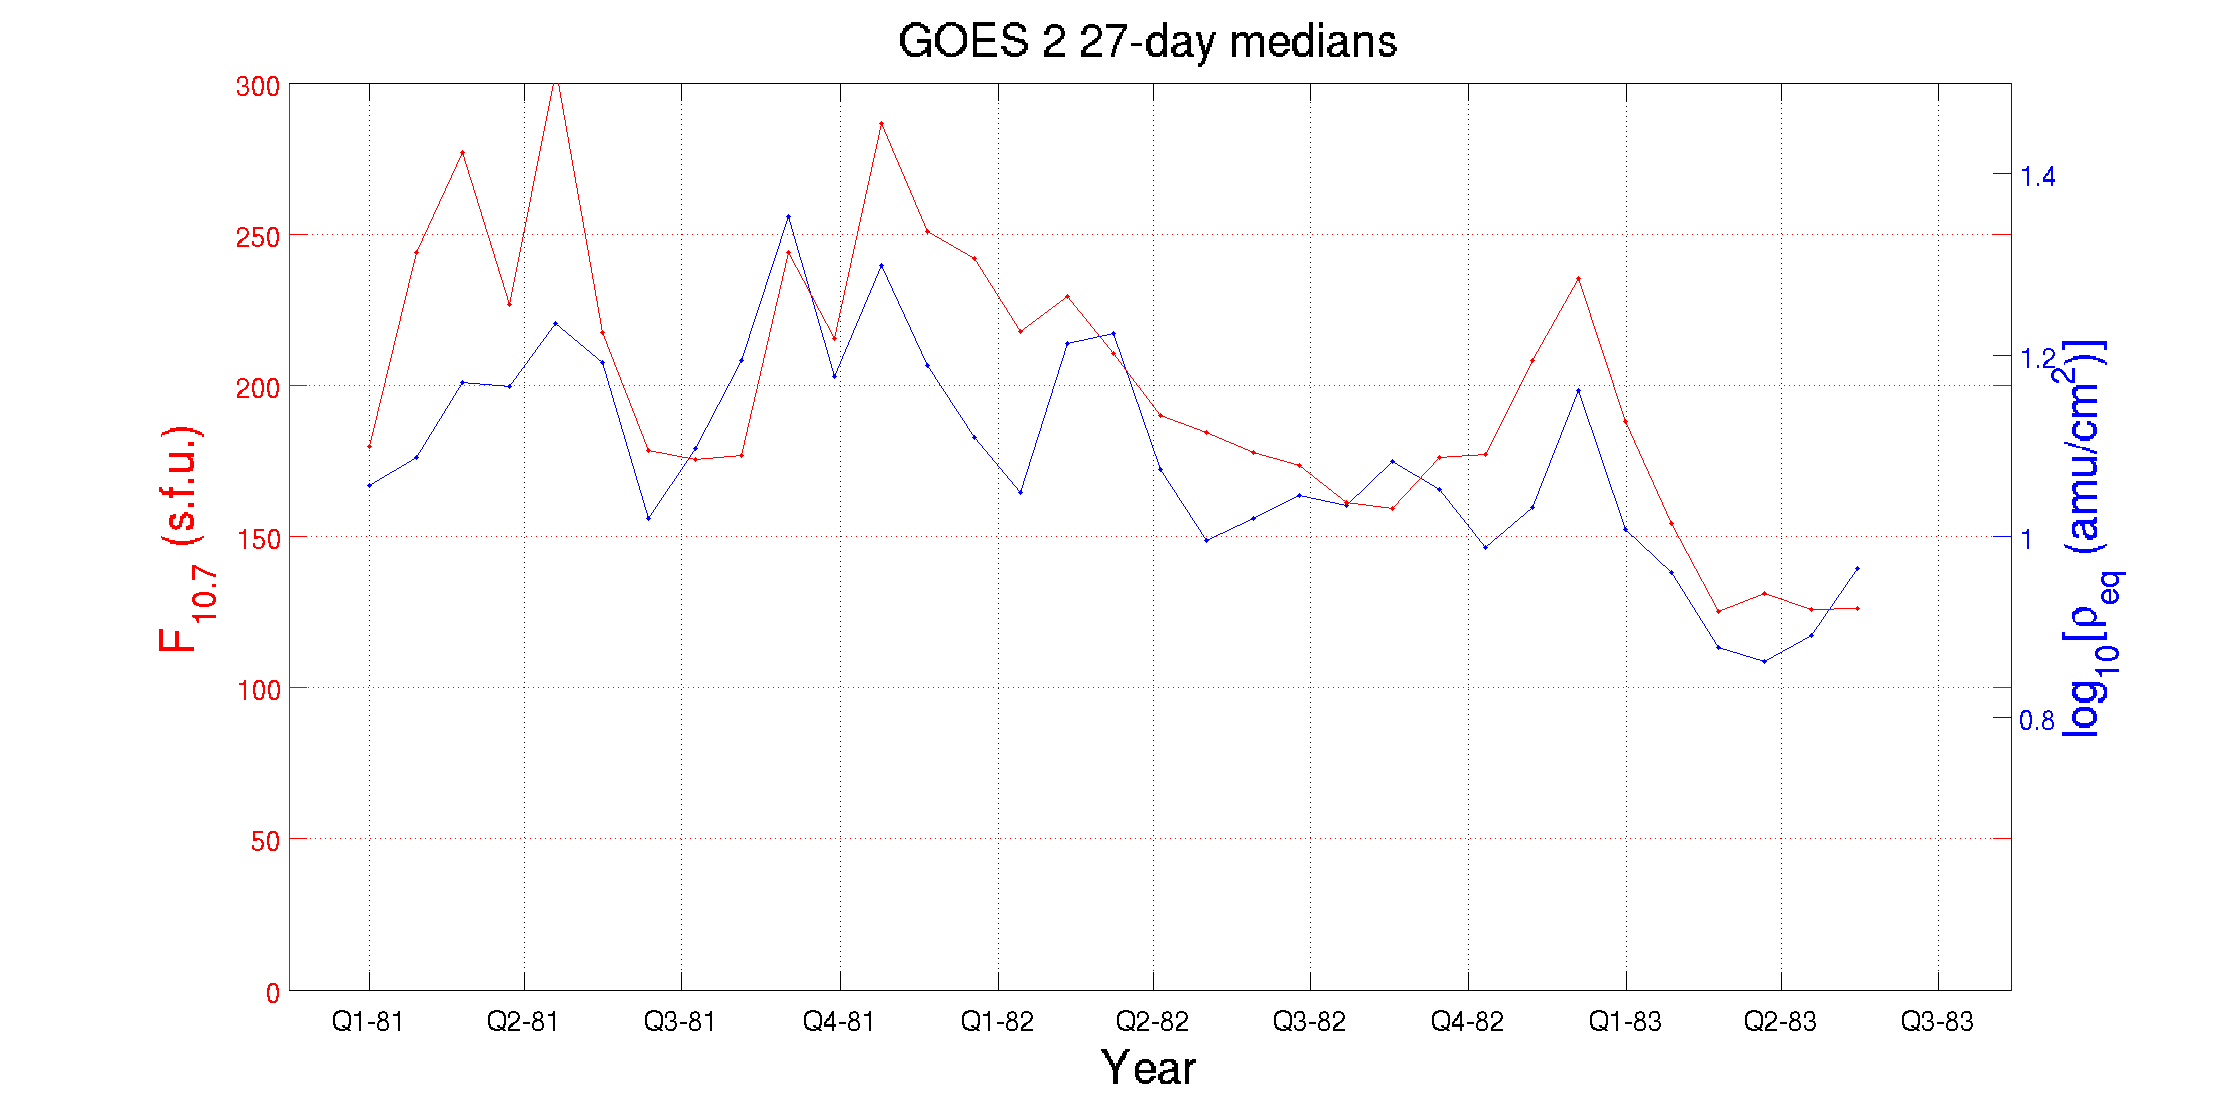 GOES 2 27-day medians
300
250
200
150
100
50
0
F10.7 (s.f.u.)
1.4
1.2
1
0.8
log10[ρeq (amu/cm2)]
Q1-81 Q2-81 Q3-81 Q4-81 Q1-82 Q2-82 Q3-82 Q4-82 Q1-83 Q2-83 Q3-83
Year